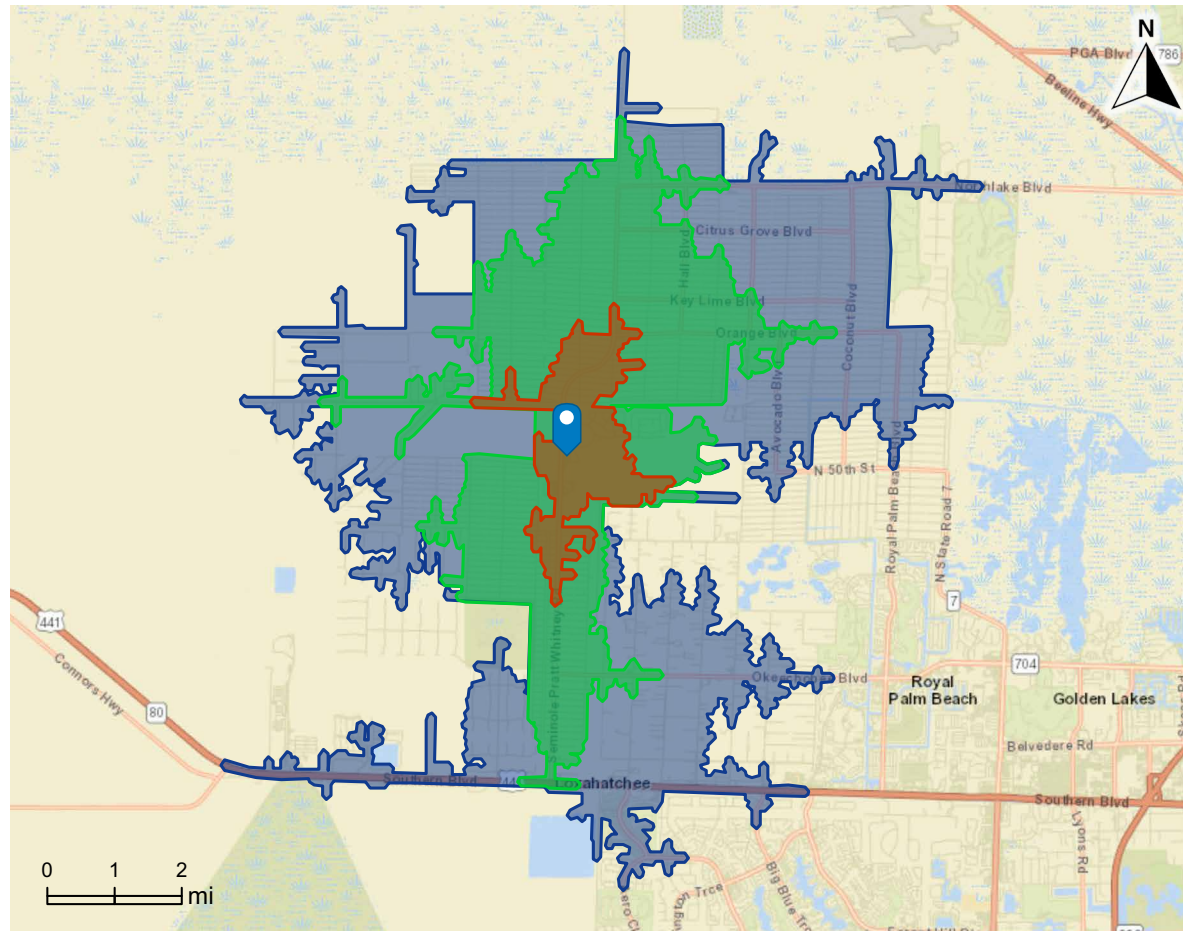 N
PGA Blvd
786
Beeline Hwy
Northlake Blvd
Citrus Grove Blvd
Hall Blvd
Key Lime Blvd
Orange Blvd
Coconut Blvd
Avocado Blvd
N 50th St
Royal Palm Beach Blvd
N State Road 7
7
441
Connors Hwy
80
704
Seminole Pratt Whitney
Okeechobee Blvd
Royal
Palm Beach
Golden Lakes
Belvedere Rd
Southern Blvd
441
Loxahatchee
Southern Blvd
Lyons Rd
Big Blue Trce
0 1 2
mi